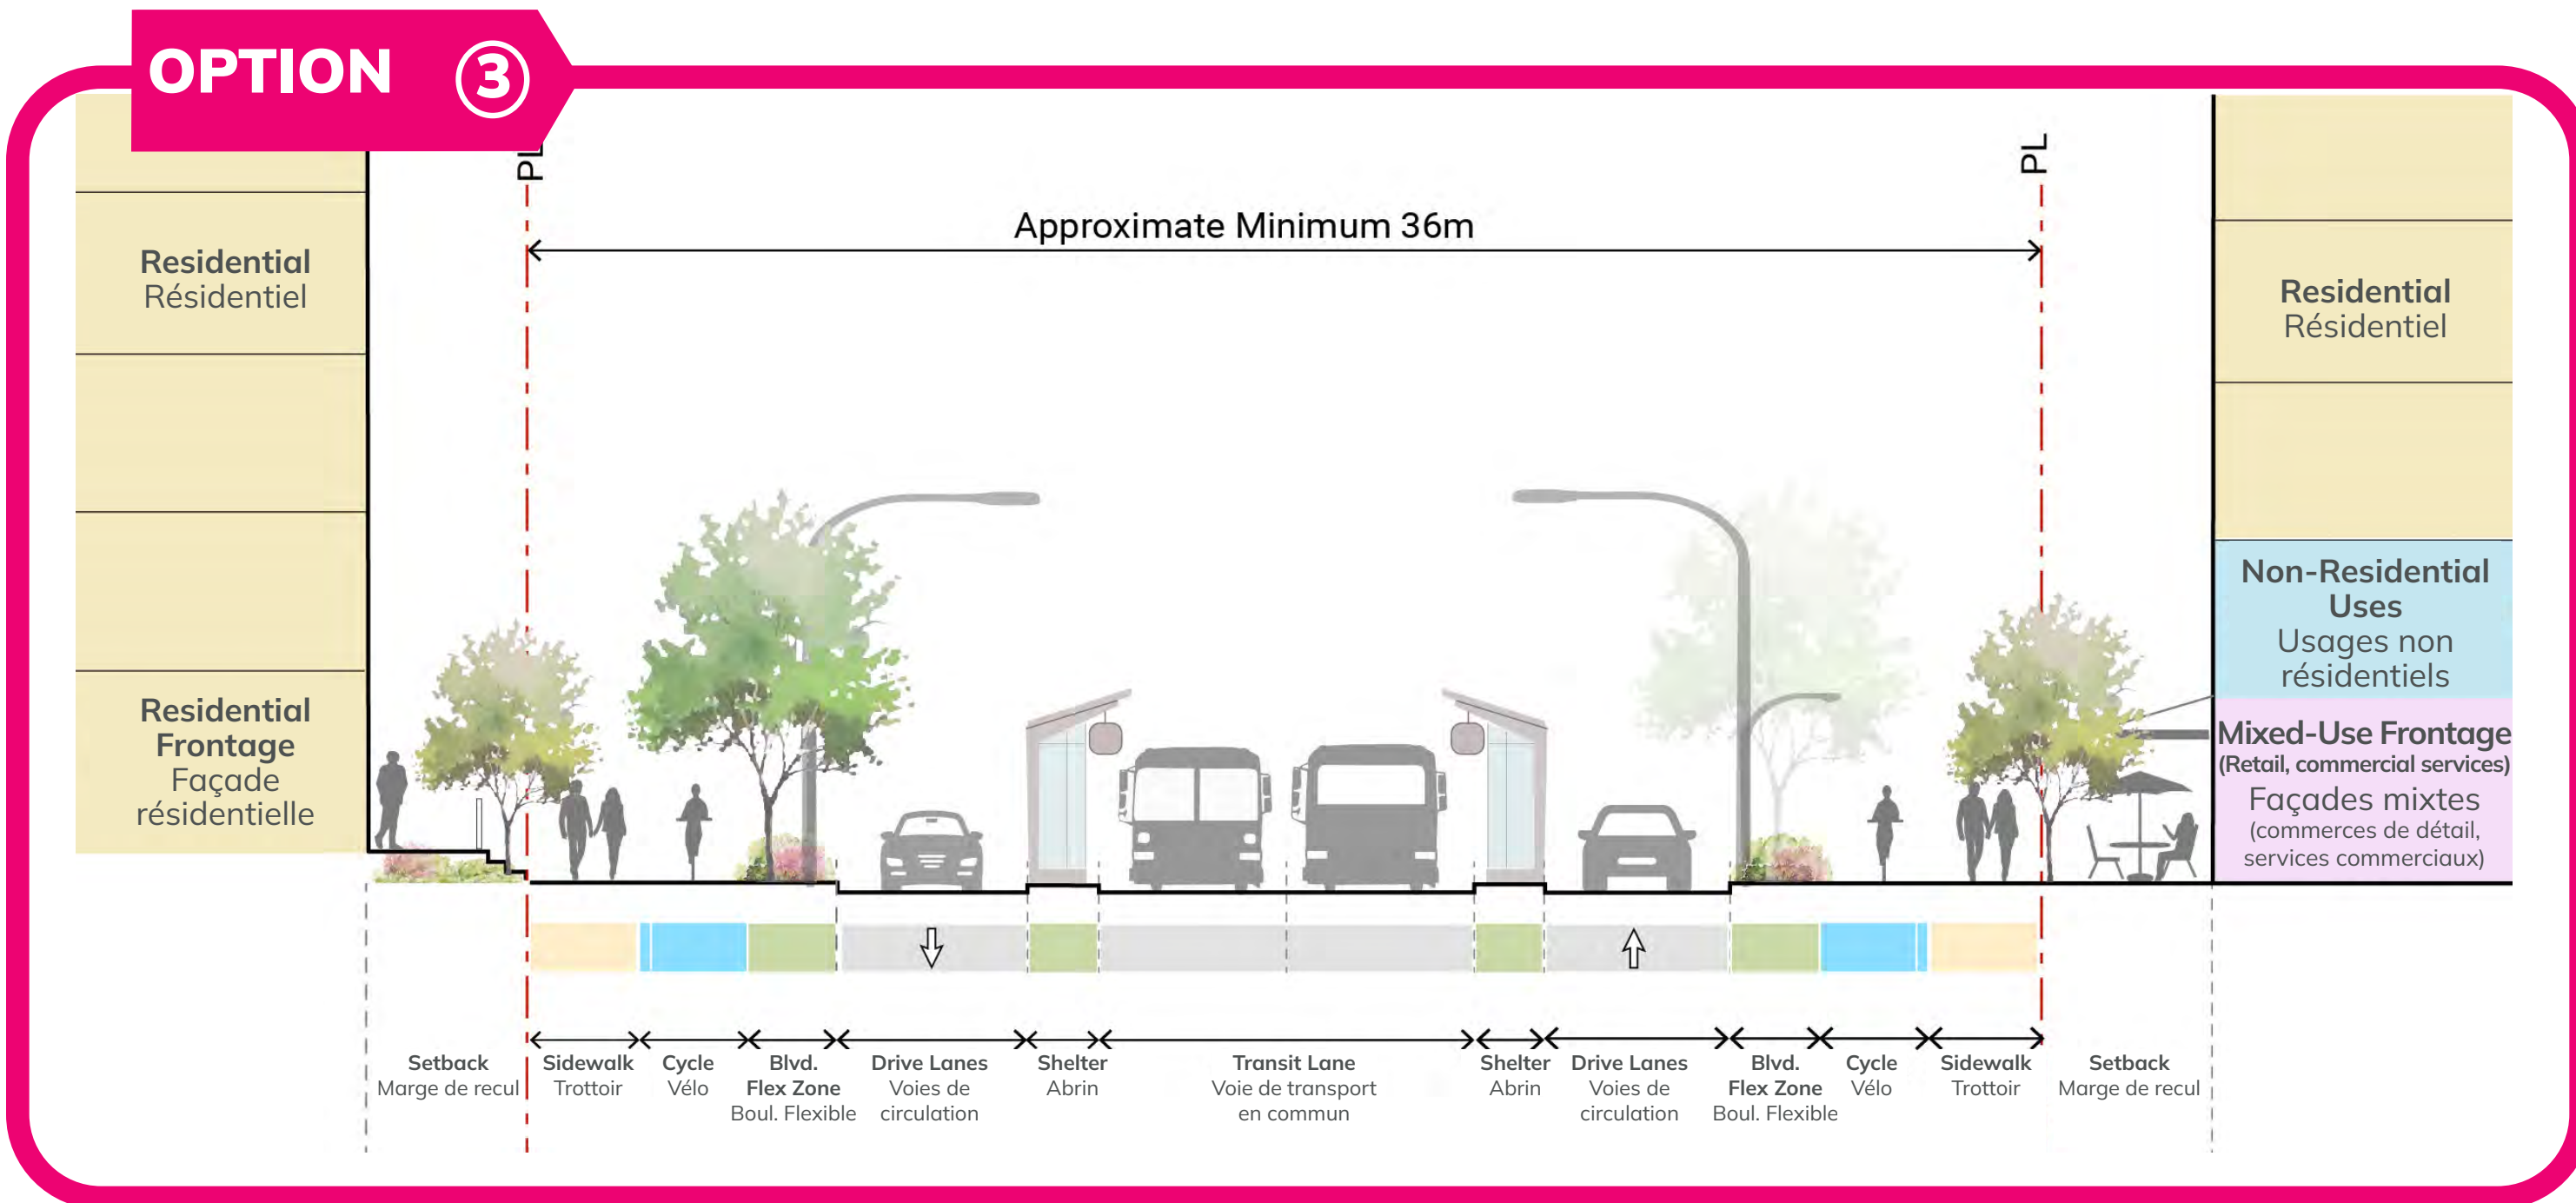 OPTION 3
PL
PL
Approximate Minimum 36m
Residential
Résidentiel
Residential
Résidentiel
Residential
Frontage
Façade
résidentielle
Non-Residential
Uses
Usages non
résidentiels
Mixed-Use Frontage
(Retail, commercial services)
Façades mixtes
(commerces de détail,
services commerciaux)
Setback
Marge de recul
Sidewalk
Trottoir
Cycle
Vélo
Blvd.
Flex Zone
Boul. Flexible
Drive Lanes
Voies de
circulation
Shelter
Abrin
Transit Lane
Voie de transport
en commun
Shelter
Abrin
Drive Lanes
Voies de
circulation
Blvd.
Flex Zone
Boul. Flexible
Cycle
Vélo
Sidewalk
Trottoir
Setback
Marge de recul